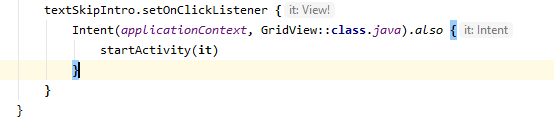 textSkipIntro.setOnClickListener { it: View!
Intent(applicationContext, GridView::class.java).also { it: Intent
startActivity(it)
}
}
}